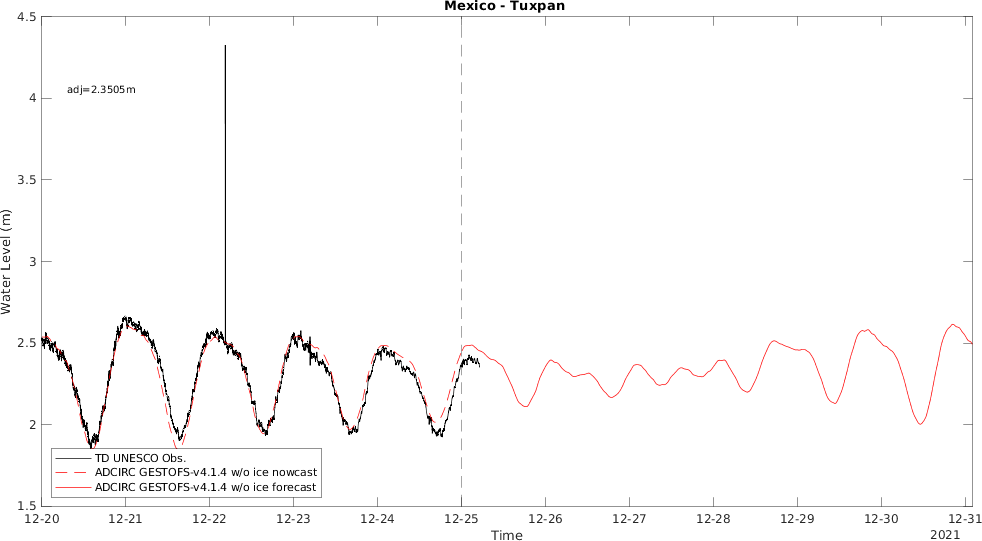 Mexico - Tuxpan
4.5
4
3.5
3
2.5
2
1.5
Water Level (m)
adj=2.3505m
TD UNESCO Obs.
ADCIRC GESTOFS-v4.1.4 w/o ice nowcast
ADCIRC GESTOFS-v4.1.4 w/o ice forecast
12-20 12-21 12-22 12-23 12-24 12-25 12-26 12-27 12-28 12-29 12-30 12-31
Time
2021